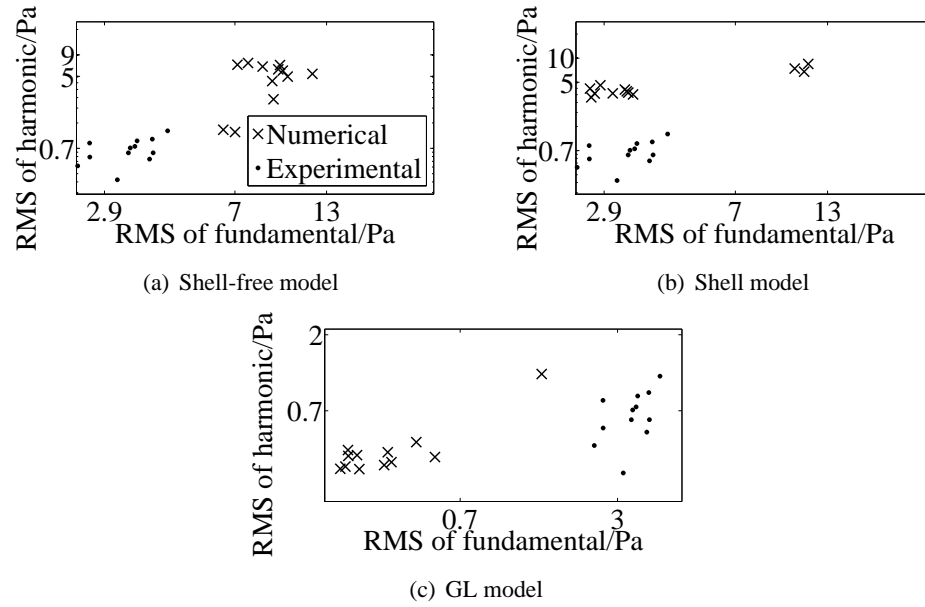 RMS of harmonic/Pa
9
5
0.7
× Numerical
• Experimental
2.9 7 13
RMS of fundamental/Pa
(a) Shell-free model
RMS of harmonic/Pa
10
5
0.7
2.9 7 13
RMS of fundamental/Pa
(b) Shell model
RMS of harmonic/Pa
2
0.7
0.7 3
RMS of fundamental/Pa
(c) GL model